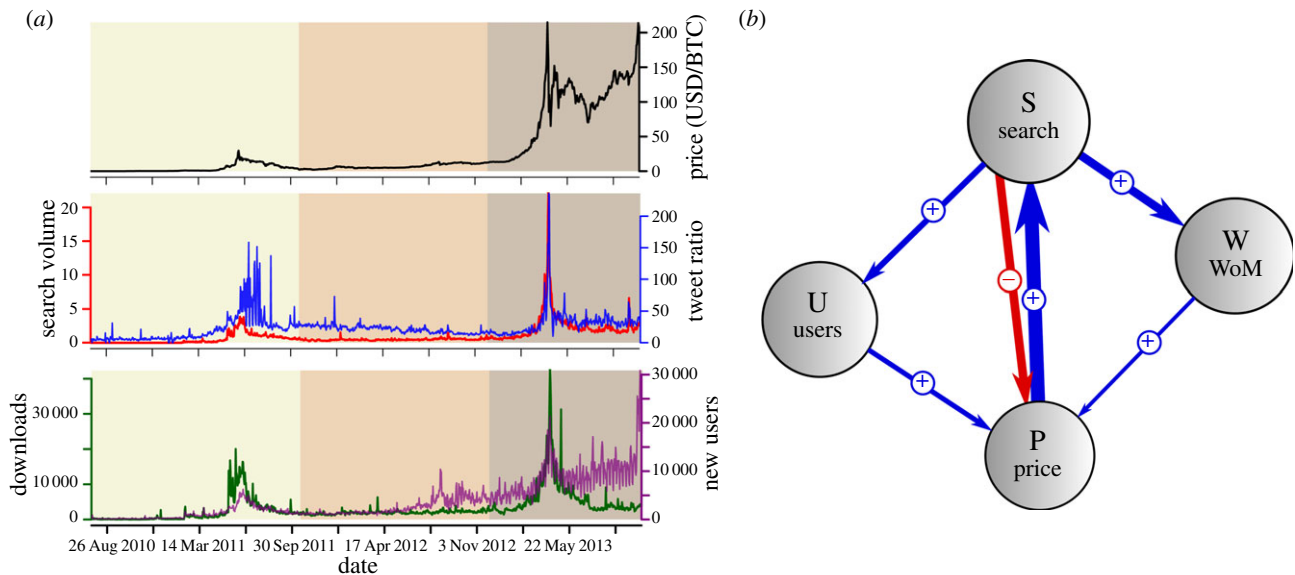 (a)
(b)
200
150
100
50
0
price (USD/BTC)
20
15
10
5
0
search volume
200
150
100
50
0
tweet ratio
30 000
10 000
0
downloads
30 000
20 000
10 000
0
new users
26 Aug 2010 14 Mar 2011 30 Sep 2011 17 Apr 2012 3 Nov 2012 22 May 2013
date
S
search
+
+
W
WoM
−
+
U
users
+
+
P
price